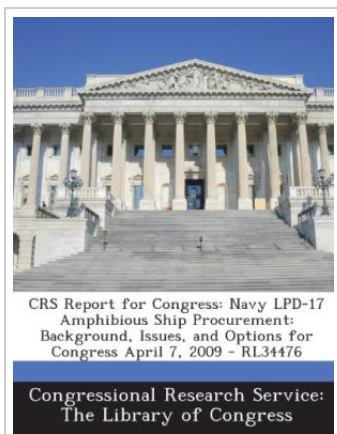 CRS Report for Congress: Navy LPD-17
Amphibious Ship Procurement:
Background, Issues, and Options for
Congress April 7, 2009 - RL34476
Congressional Research Service:
The Library of Congress